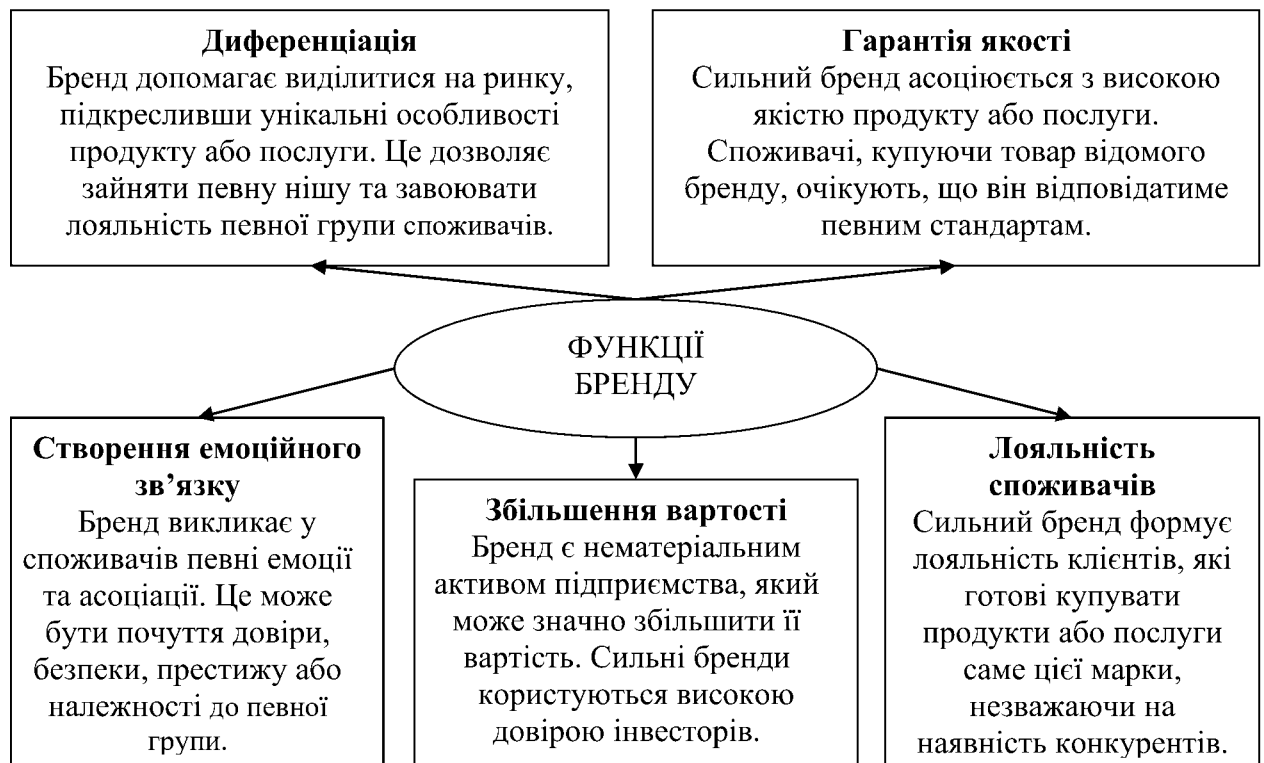 Диференціація
Бренд допомагає виділитися на ринку,
підкресливши унікальні особливості
продукту або послуги. Це дозволяє
зайняти певну нішу та завоювати
лояльність певної групи споживачів.
Гарантія якості
Сильний бренд асоціюється з високою
якістю продукту або послуги.
Споживачі, купуючи товар відомого
бренду, очікують, що він відповідатиме
певним стандартам.
ФУНКЦІЇ
БРЕНДУ
Створення емоційного
зв’язку
Бренд викликає у
споживачів певні емоції
та асоціації. Це може
бути почуття довіри,
безпеки, престижу або
належності до певної
групи.
Збільшення вартості
Бренд є нематеріальним
активом підприємства, який
може значно збільшити її
вартість. Сильні бренди
користуються високою
довірою інвесторів.
Лояльність
споживачів
Сильний бренд формує
лояльність клієнтів, які
готові купувати
продукти або послуги
саме цієї марки,
незважаючи на
наявність конкурентів.